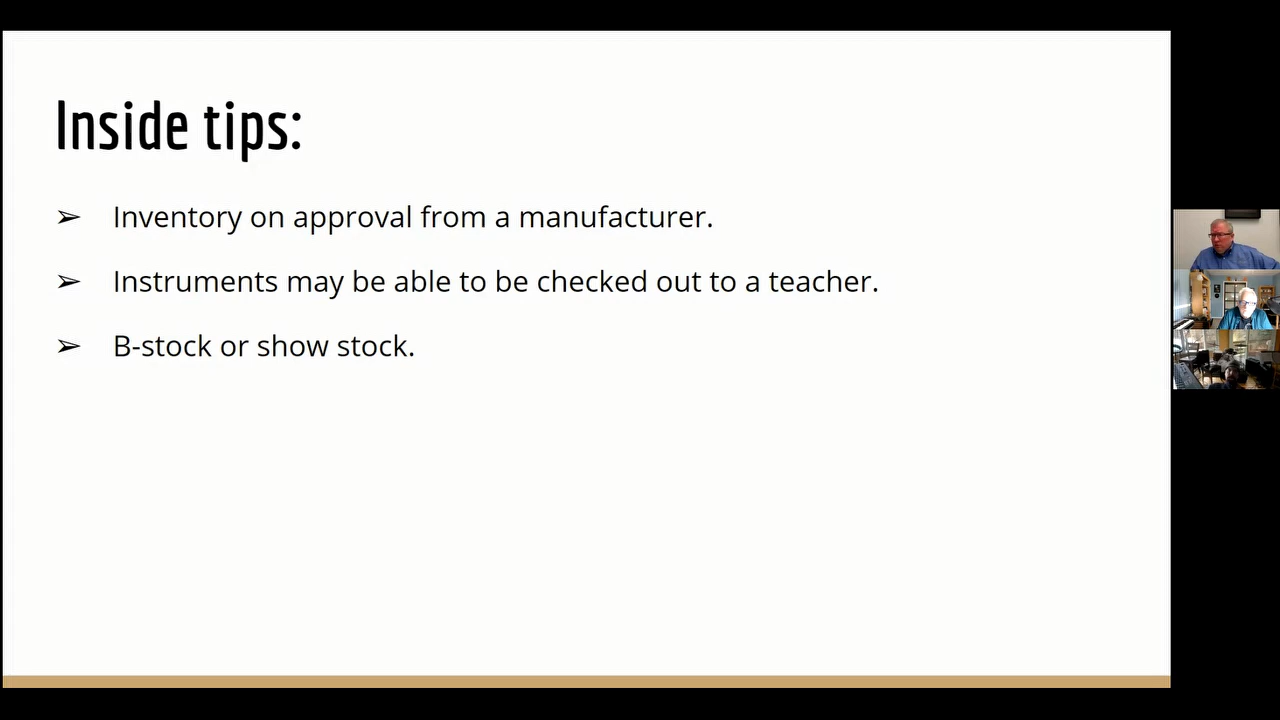 Inside tips:
➢ Inventory on approval from a manufacturer.
➢ Instruments may be able to be checked out to a teacher.
➢ B-stock or show stock.